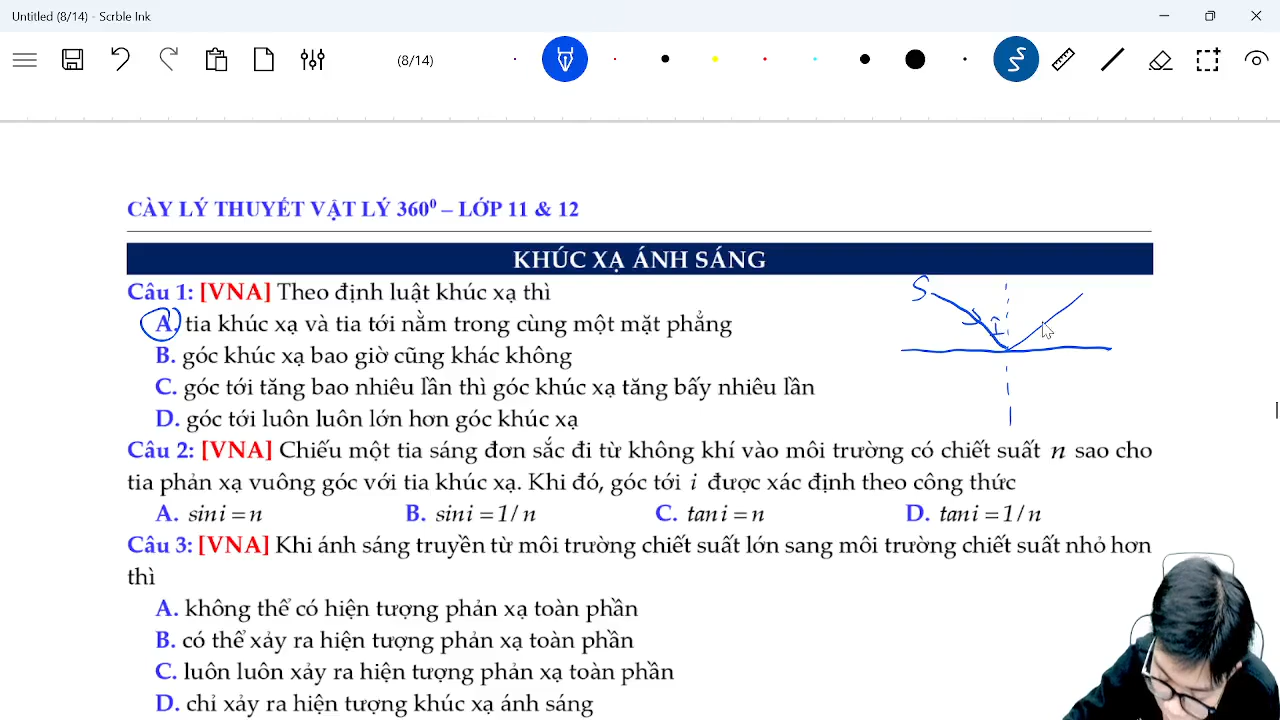 Untitled (8/14) - Scrble Ink
(8/14)
CÀY LÝ THUYẾT VẬT LÝ 360⁰ – LỚP 11 & 12
KHÚC XẠ ÁNH SÁNG
Câu 1: [VNA] Theo định luật khúc xạ thì
A. tia khúc xạ và tia tới nằm trong cùng một mặt phẳng
B. góc khúc xạ bao giờ cũng khác không
C. góc tới tăng bao nhiêu lần thì góc khúc xạ tăng bấy nhiêu lần
D. góc tới luôn luôn lớn hơn góc khúc xạ
S
i
Câu 2: [VNA] Chiếu một tia sáng đơn sắc đi từ không khí vào môi trường có chiết suất n sao cho
tia phản xạ vuông góc với tia khúc xạ. Khi đó, góc tới i được xác định theo công thức
A. sin i = n B. sin i = 1 / n C. tan i = n D. tan i = 1 / n
Câu 3: [VNA] Khi ánh sáng truyền từ môi trường chiết suất lớn sang môi trường chiết suất nhỏ hơn
thì
A. không thể có hiện tượng phản xạ toàn phần
B. có thể xảy ra hiện tượng phản xạ toàn phần
C. luôn luôn xảy ra hiện tượng phản xạ toàn phần
D. chỉ xảy ra hiện tượng khúc xạ ánh sáng